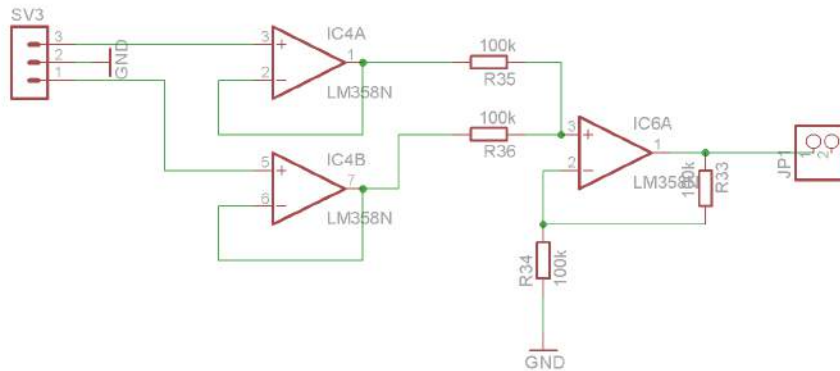 SV3
3
2
1
GND
3
2
1
IC4A
LM358N
5
6
7
IC4B
LM358N
100k
R35
100k
R36
3
2
1
IC6A
LM358N
100k
R33
R34
100k
GND
JP1
1
2